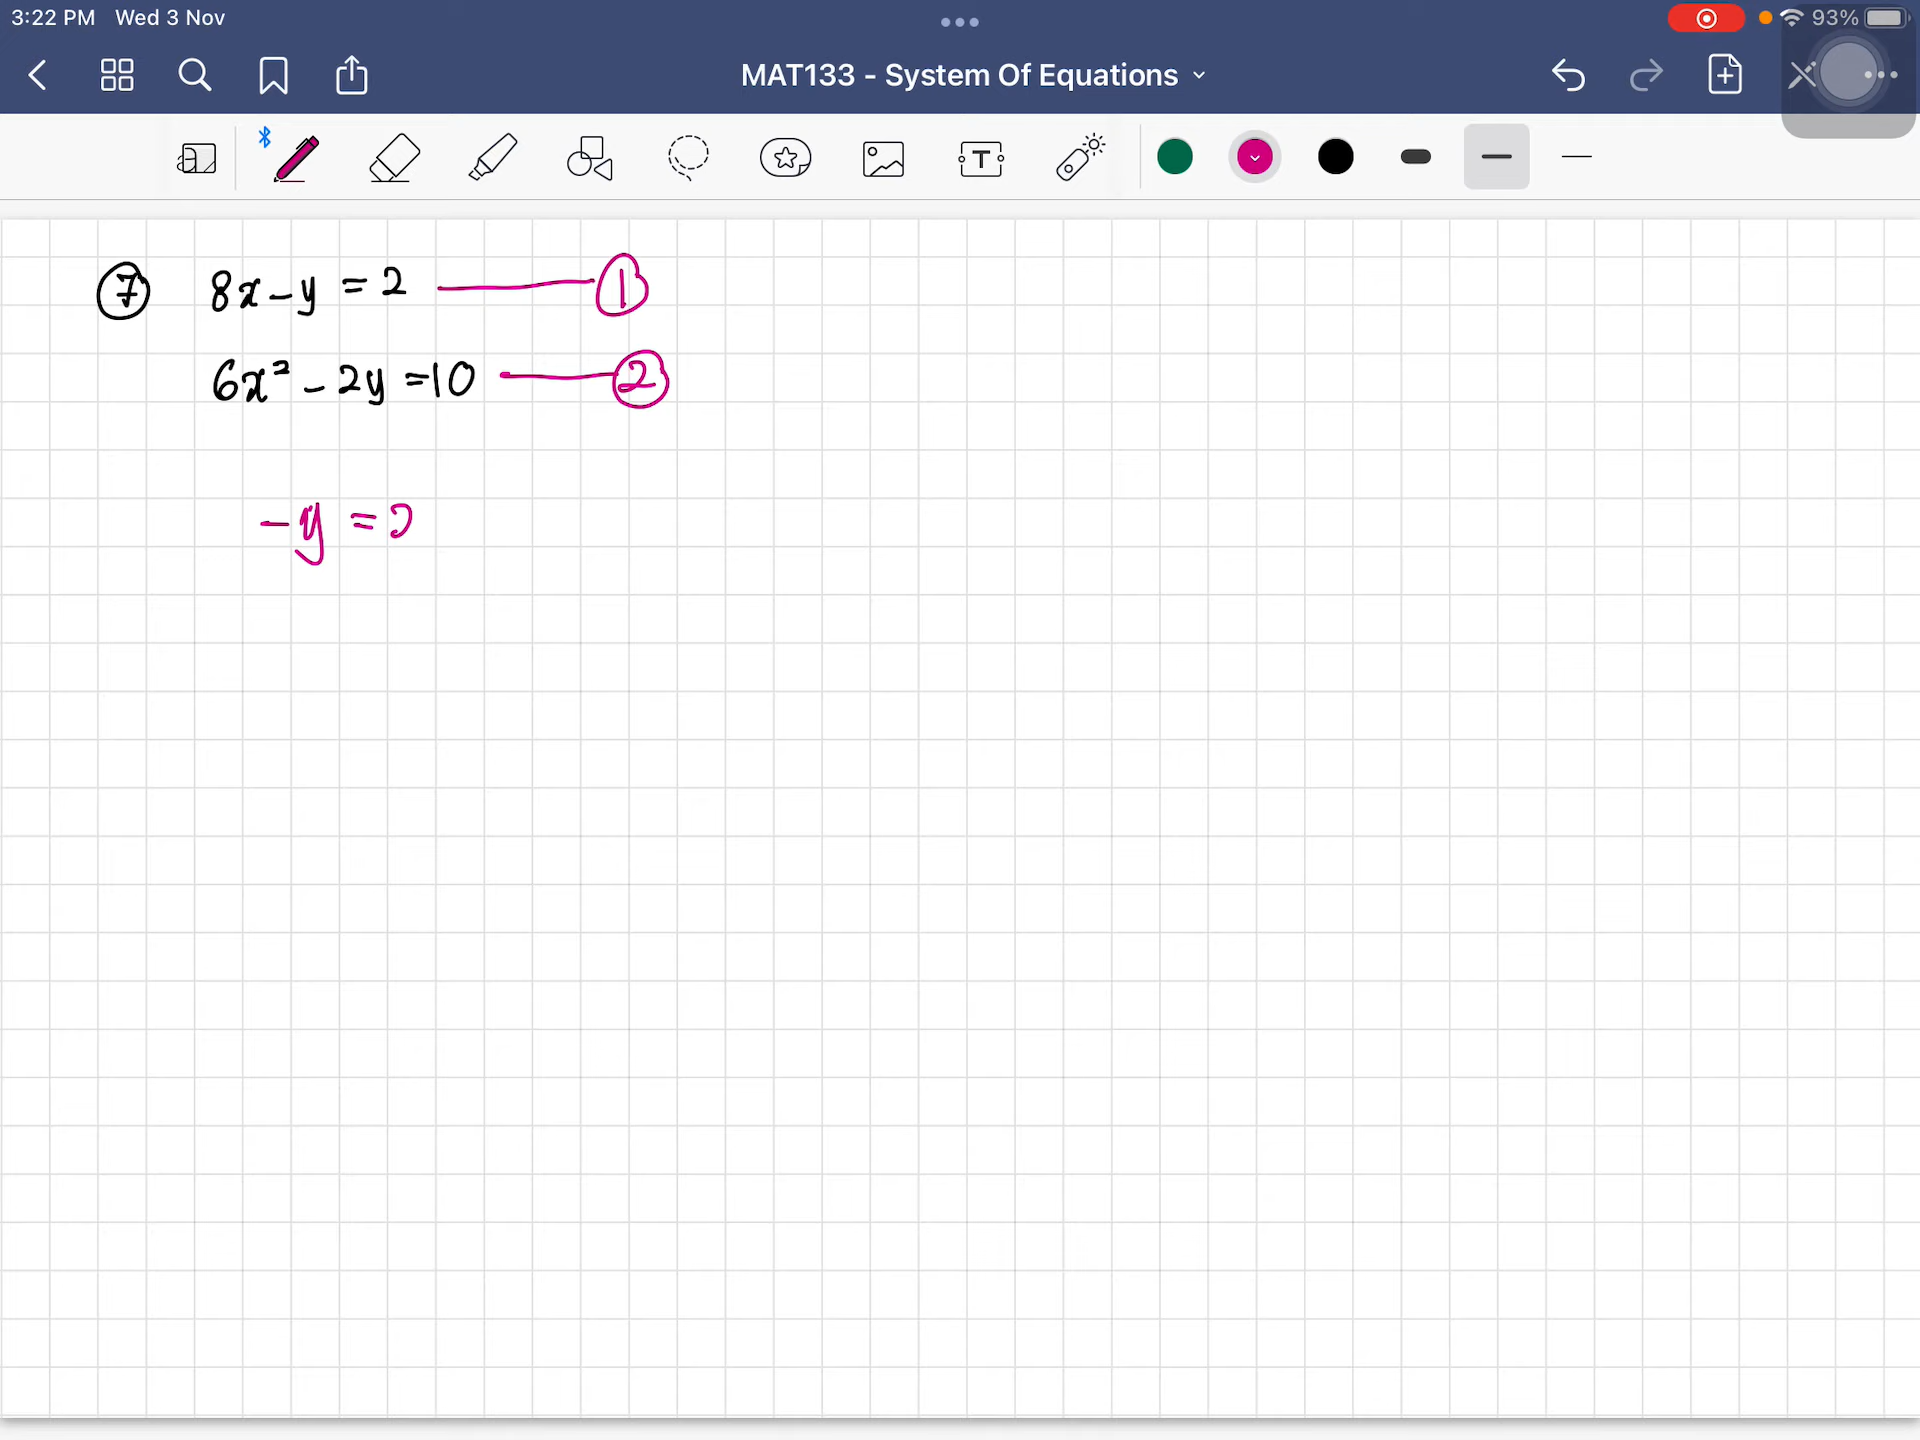 3:22 PM Wed 3 Nov
93%
MAT133 - System Of Equations
T
⑦ 8x - y = 2 ——— ①
6x² - 2y = 10 ——— ②
-y =